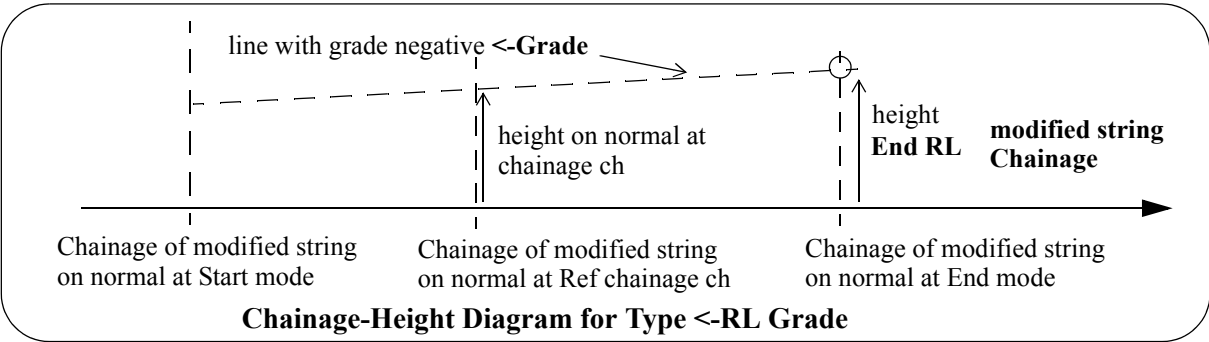 line with grade negative <-Grade
height on normal at
chainage ch
height
End RL
modified string
Chainage
Chainage of modified string
on normal at Start mode
Chainage of modified string
on normal at Ref chainage ch
Chainage of modified string
on normal at End mode
Chainage-Height Diagram for Type <-RL Grade